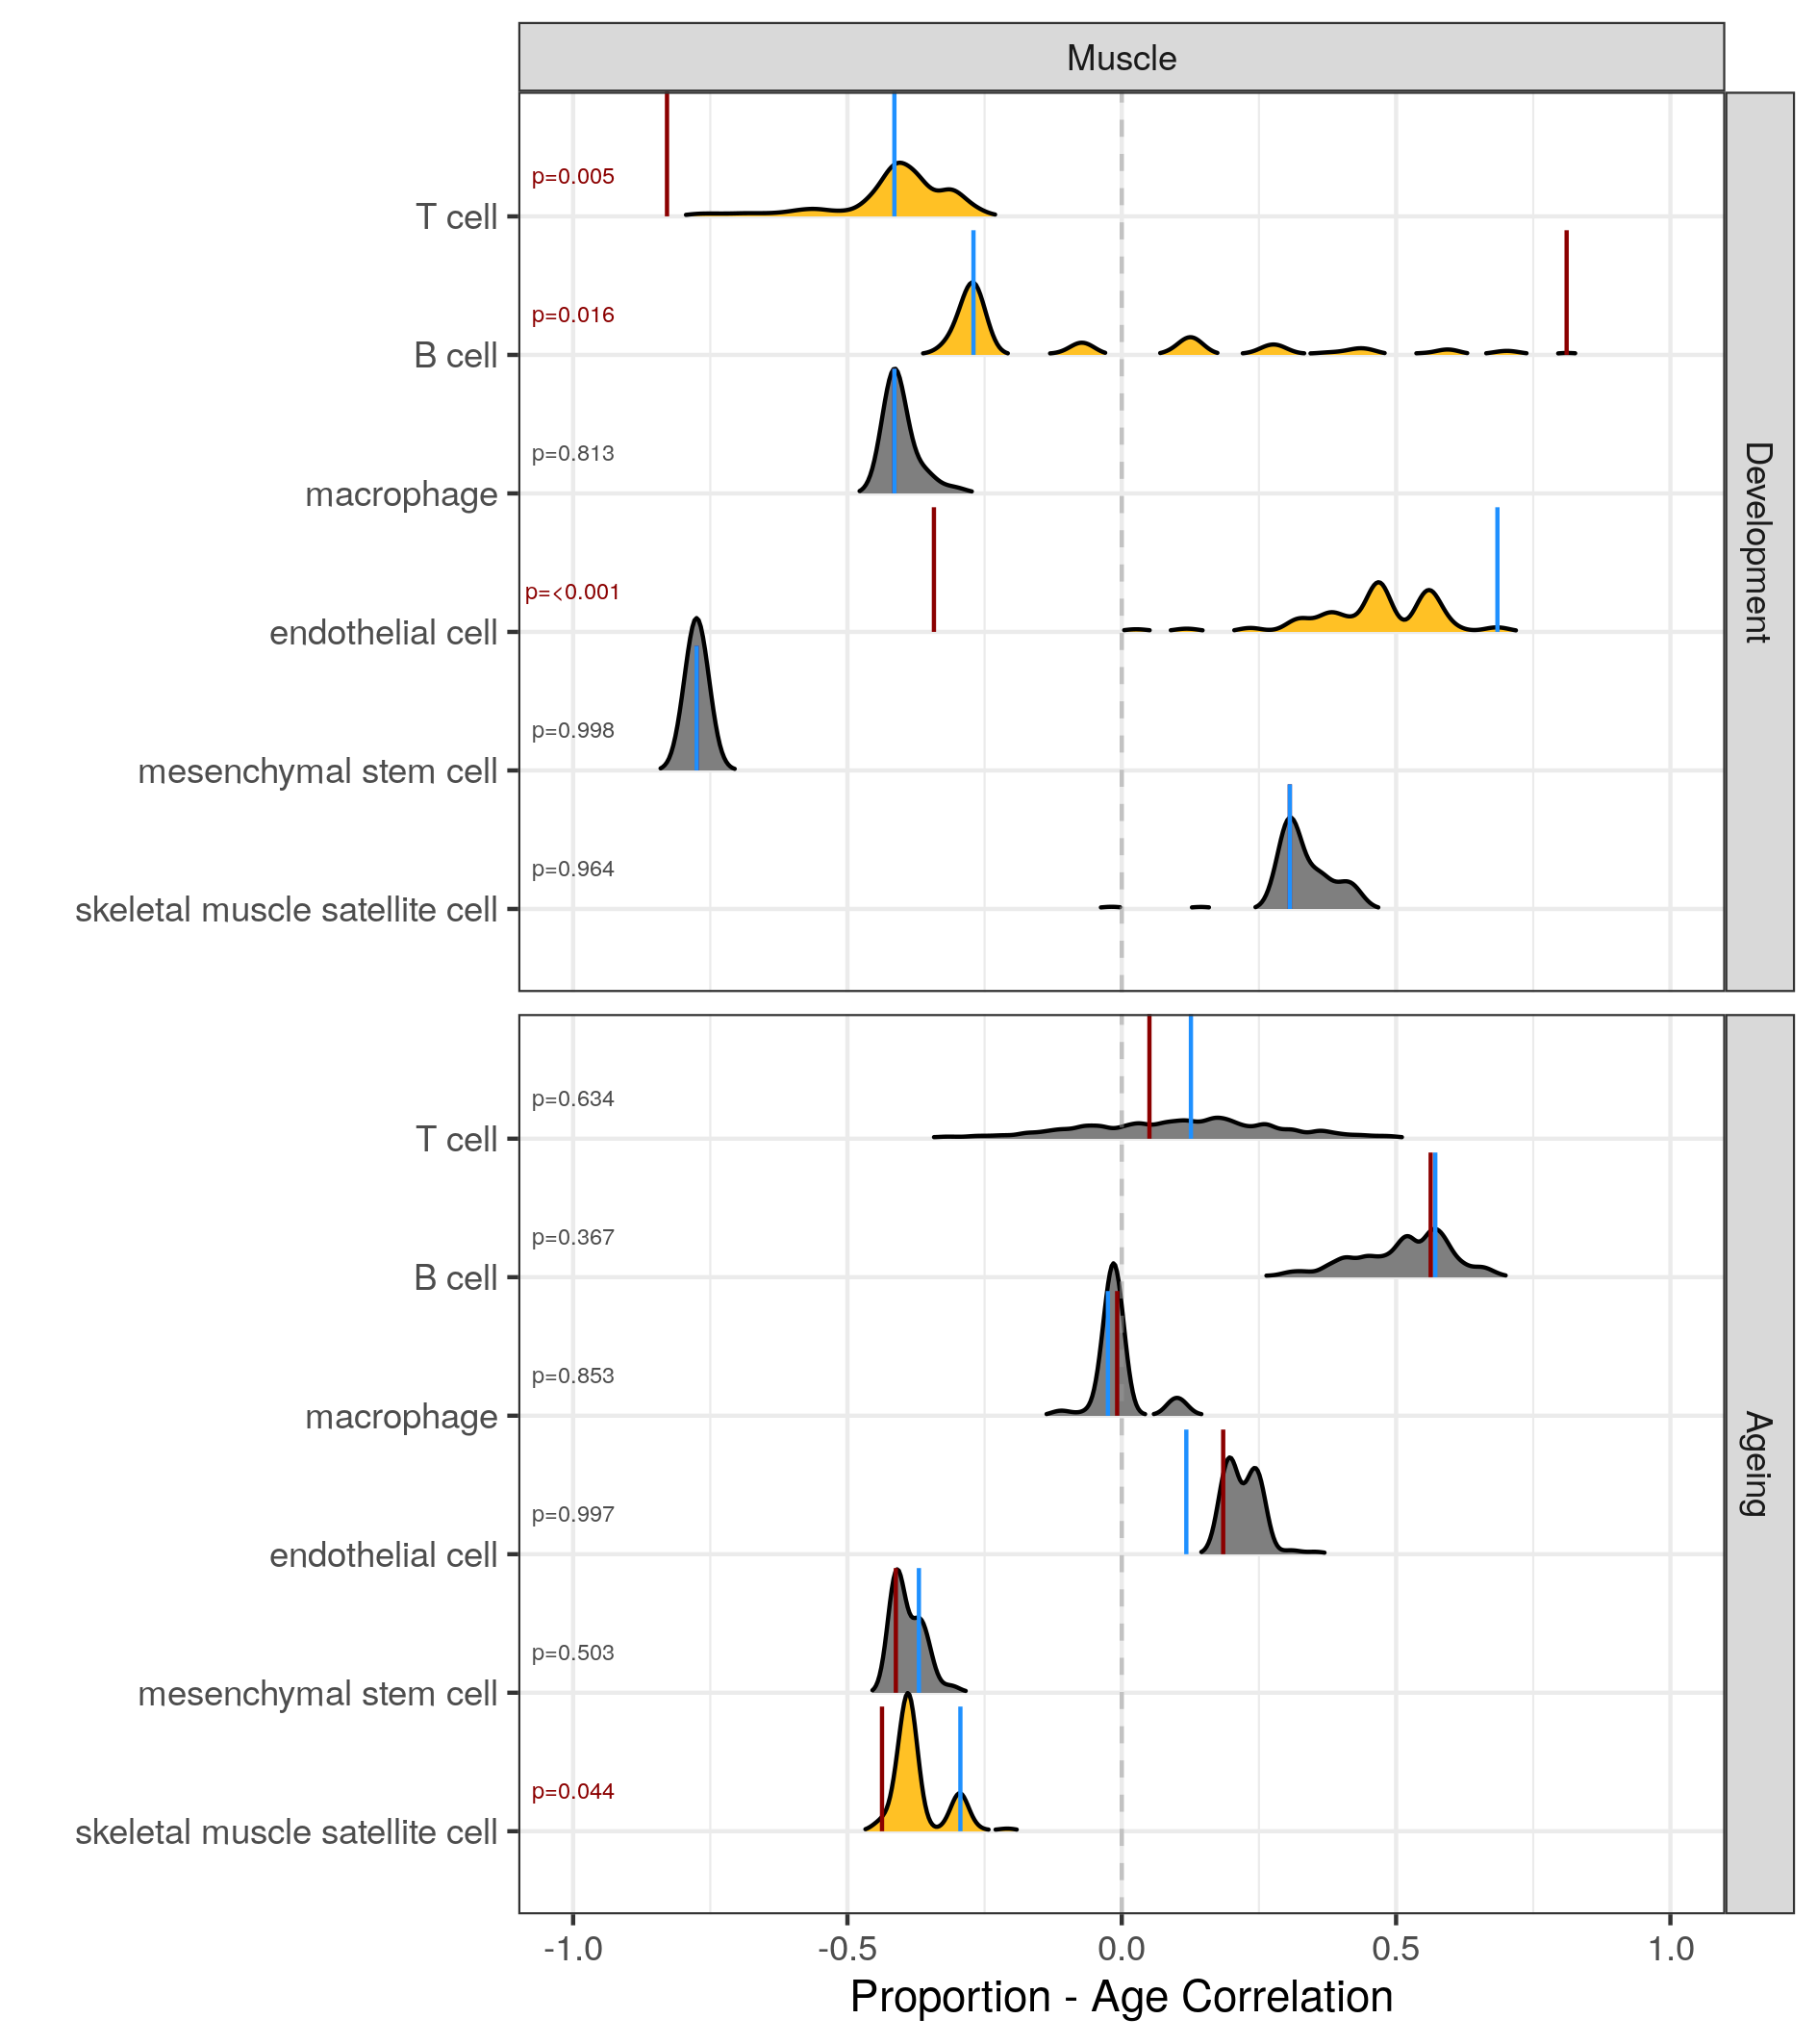 Muscle
p=0.005
T cell
p=0.016
B cell
p=0.813
macrophage
p=<0.001
endothelial cell
p=0.998
mesenchymal stem cell
p=0.964
skeletal muscle satellite cell
Development
p=0.634
T cell
p=0.367
B cell
p=0.853
macrophage
p=0.997
endothelial cell
p=0.503
mesenchymal stem cell
p=0.044
skeletal muscle satellite cell
Ageing
-1.0 -0.5 0.0 0.5 1.0
Proportion - Age Correlation